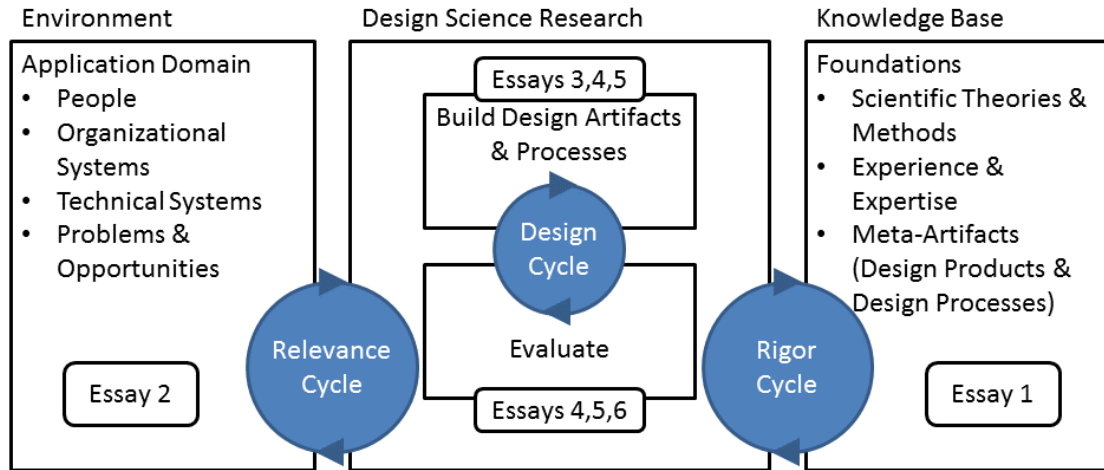 Environment
Application Domain
• People
• Organizational
Systems
• Technical Systems
• Problems &
Opportunities
Essay 2
Relevance
Cycle
Design Science Research
Essays 3,4,5
Build Design Artifacts
& Processes
Design
Cycle
Evaluate
Essays 4,5,6
Rigor
Cycle
Knowledge Base
Foundations
• Scientific Theories &
Methods
• Experience &
Expertise
• Meta-Artifacts
(Design Products &
Design Processes)
Essay 1